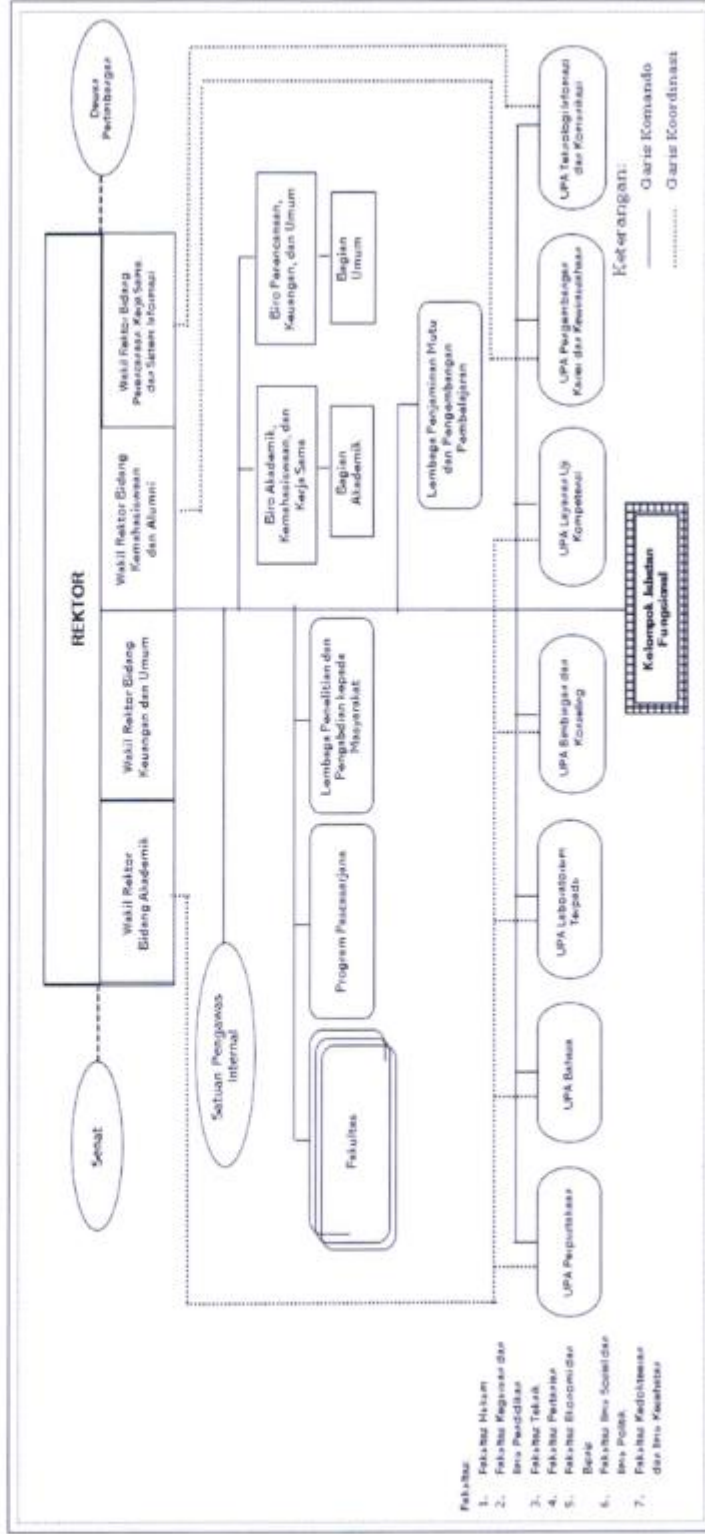 REKTOR
Senat
Dewan
Pertimbangan
Wakil Rektor
Bidang Akademik
Wakil Rektor Bidang
Keuangan dan Umum
Wakil Rektor Bidang
Kemahasiswaan
dan Alumni
Wakil Rektor Bidang
Perencanaan, Kerja Sama,
dan Sistem Informasi
Satuan Pengawas
Internal
Biro Akademik,
Kemahasiswaan, dan
Kerja Sama
Biro Perencanaan,
Keuangan, dan Umum
Bagian
Akademik
Bagian
Umum
Fakultas
Program Pascasarjana
Lembaga Penelitian dan
Pengabdian kepada
Masyarakat
Lembaga Penjaminan Mutu
dan Pengembangan
Pembelajaran
UPA Perpustakaan
UPA Bahasa
UPA Laboratorium
Terpadu
UPA Bimbingan dan
Konseling
UPA Layanan Uji
Kompetensi
UPA Pengembangan
Karier dan Kewirausahaan
UPA Teknologi Informasi
dan Komunikasi
Kelompok Jabatan
Fungsional
Fakultas:
1. Fakultas Hukum
2. Fakultas Keguruan dan
Ilmu Pendidikan
3. Fakultas Teknik
4. Fakultas Pertanian
5. Fakultas Ekonomi dan
Bisnis
6. Fakultas Ilmu Sosial dan
Ilmu Politik
7. Fakultas Kedokteran
dan Ilmu Kesehatan
Keterangan:
Garis Komando
Garis Koordinasi